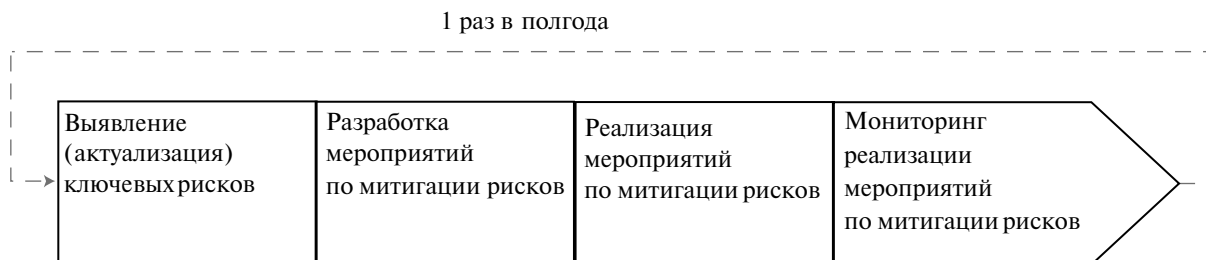 1 раз в полгода
Выявление
(актуализация)
ключевых рисков
Разработка
мероприятий
по митигации рисков
Реализация
мероприятий
по митигации рисков
Мониторинг
реализации
мероприятий
по митигации рисков